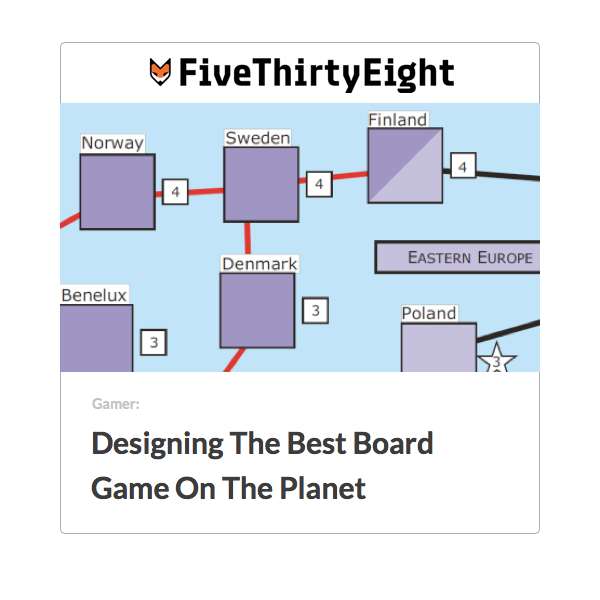 FiveThirtyEight
Finland
Sweden
Norway
4
4
4
EASTERN EUROPE
Denmark
Benelux
3
Poland
3
3
Gamer:
Designing The Best Board
Game On The Planet